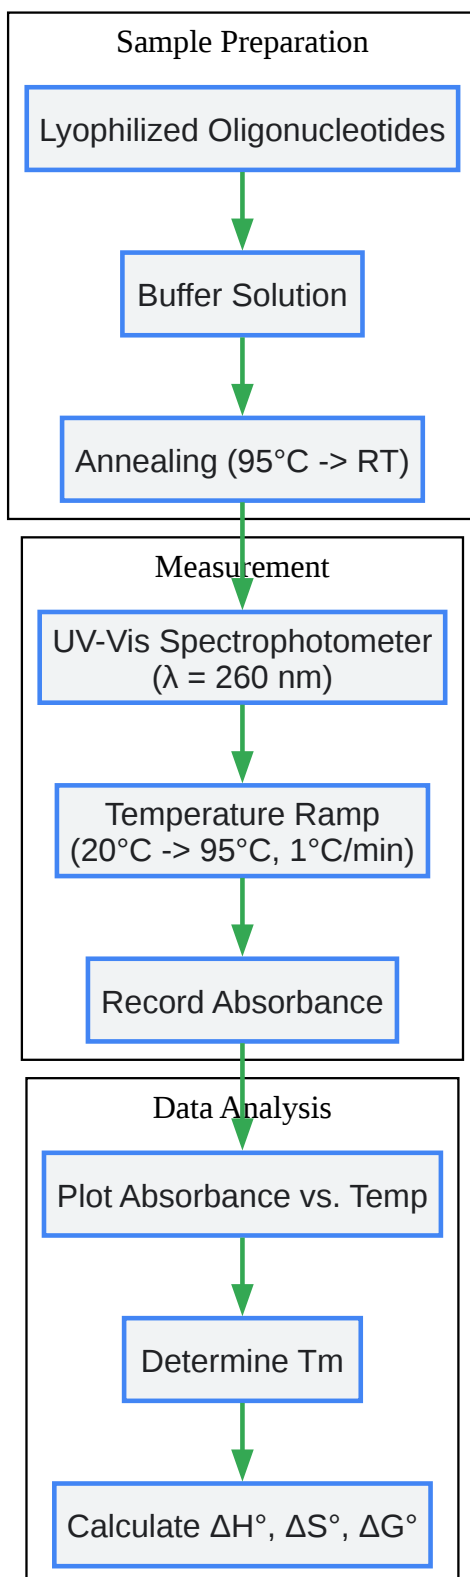 Sample Preparation
Lyophilized Oligonucleotides
Buffer Solution
Annealing (95°C -> RT)
Measurement
UV-Vis Spectrophotometer
(λ = 260 nm)
Temperature Ramp
(20°C -> 95°C, 1°C/min)
Record Absorbance
Data Analysis
Plot Absorbance vs. Temp
Determine Tm
Calculate ΔH°, ΔS°, ΔG°